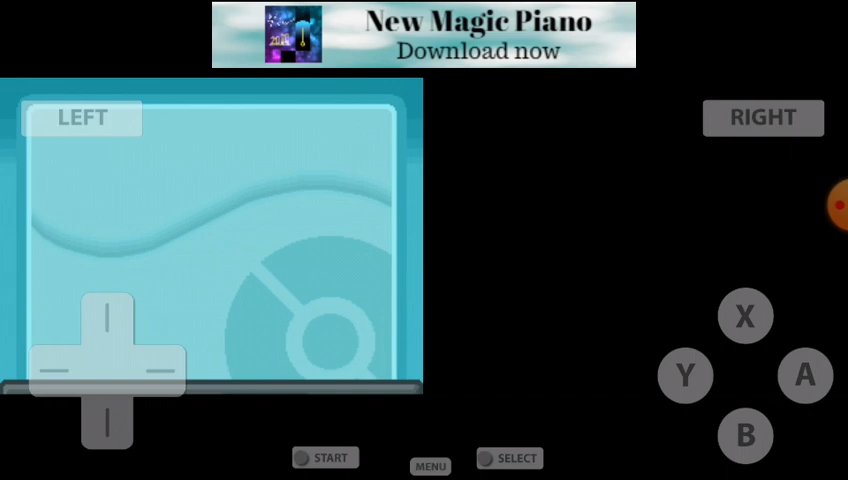 New Magic Piano
Download now
LEFT
RIGHT
X
Y
A
B
START
MENU
SELECT